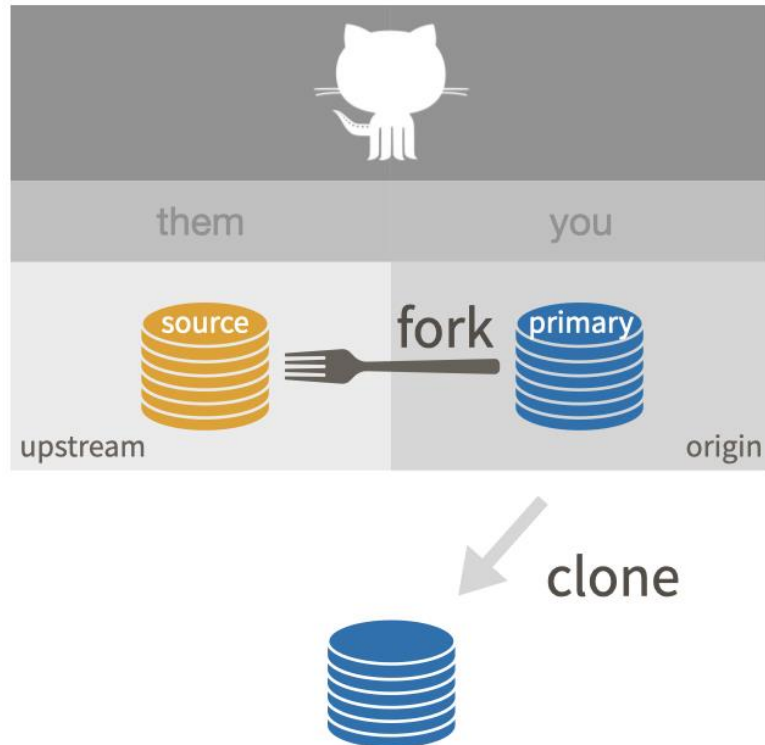 them
you
source
fork
primary
upstream
origin
clone